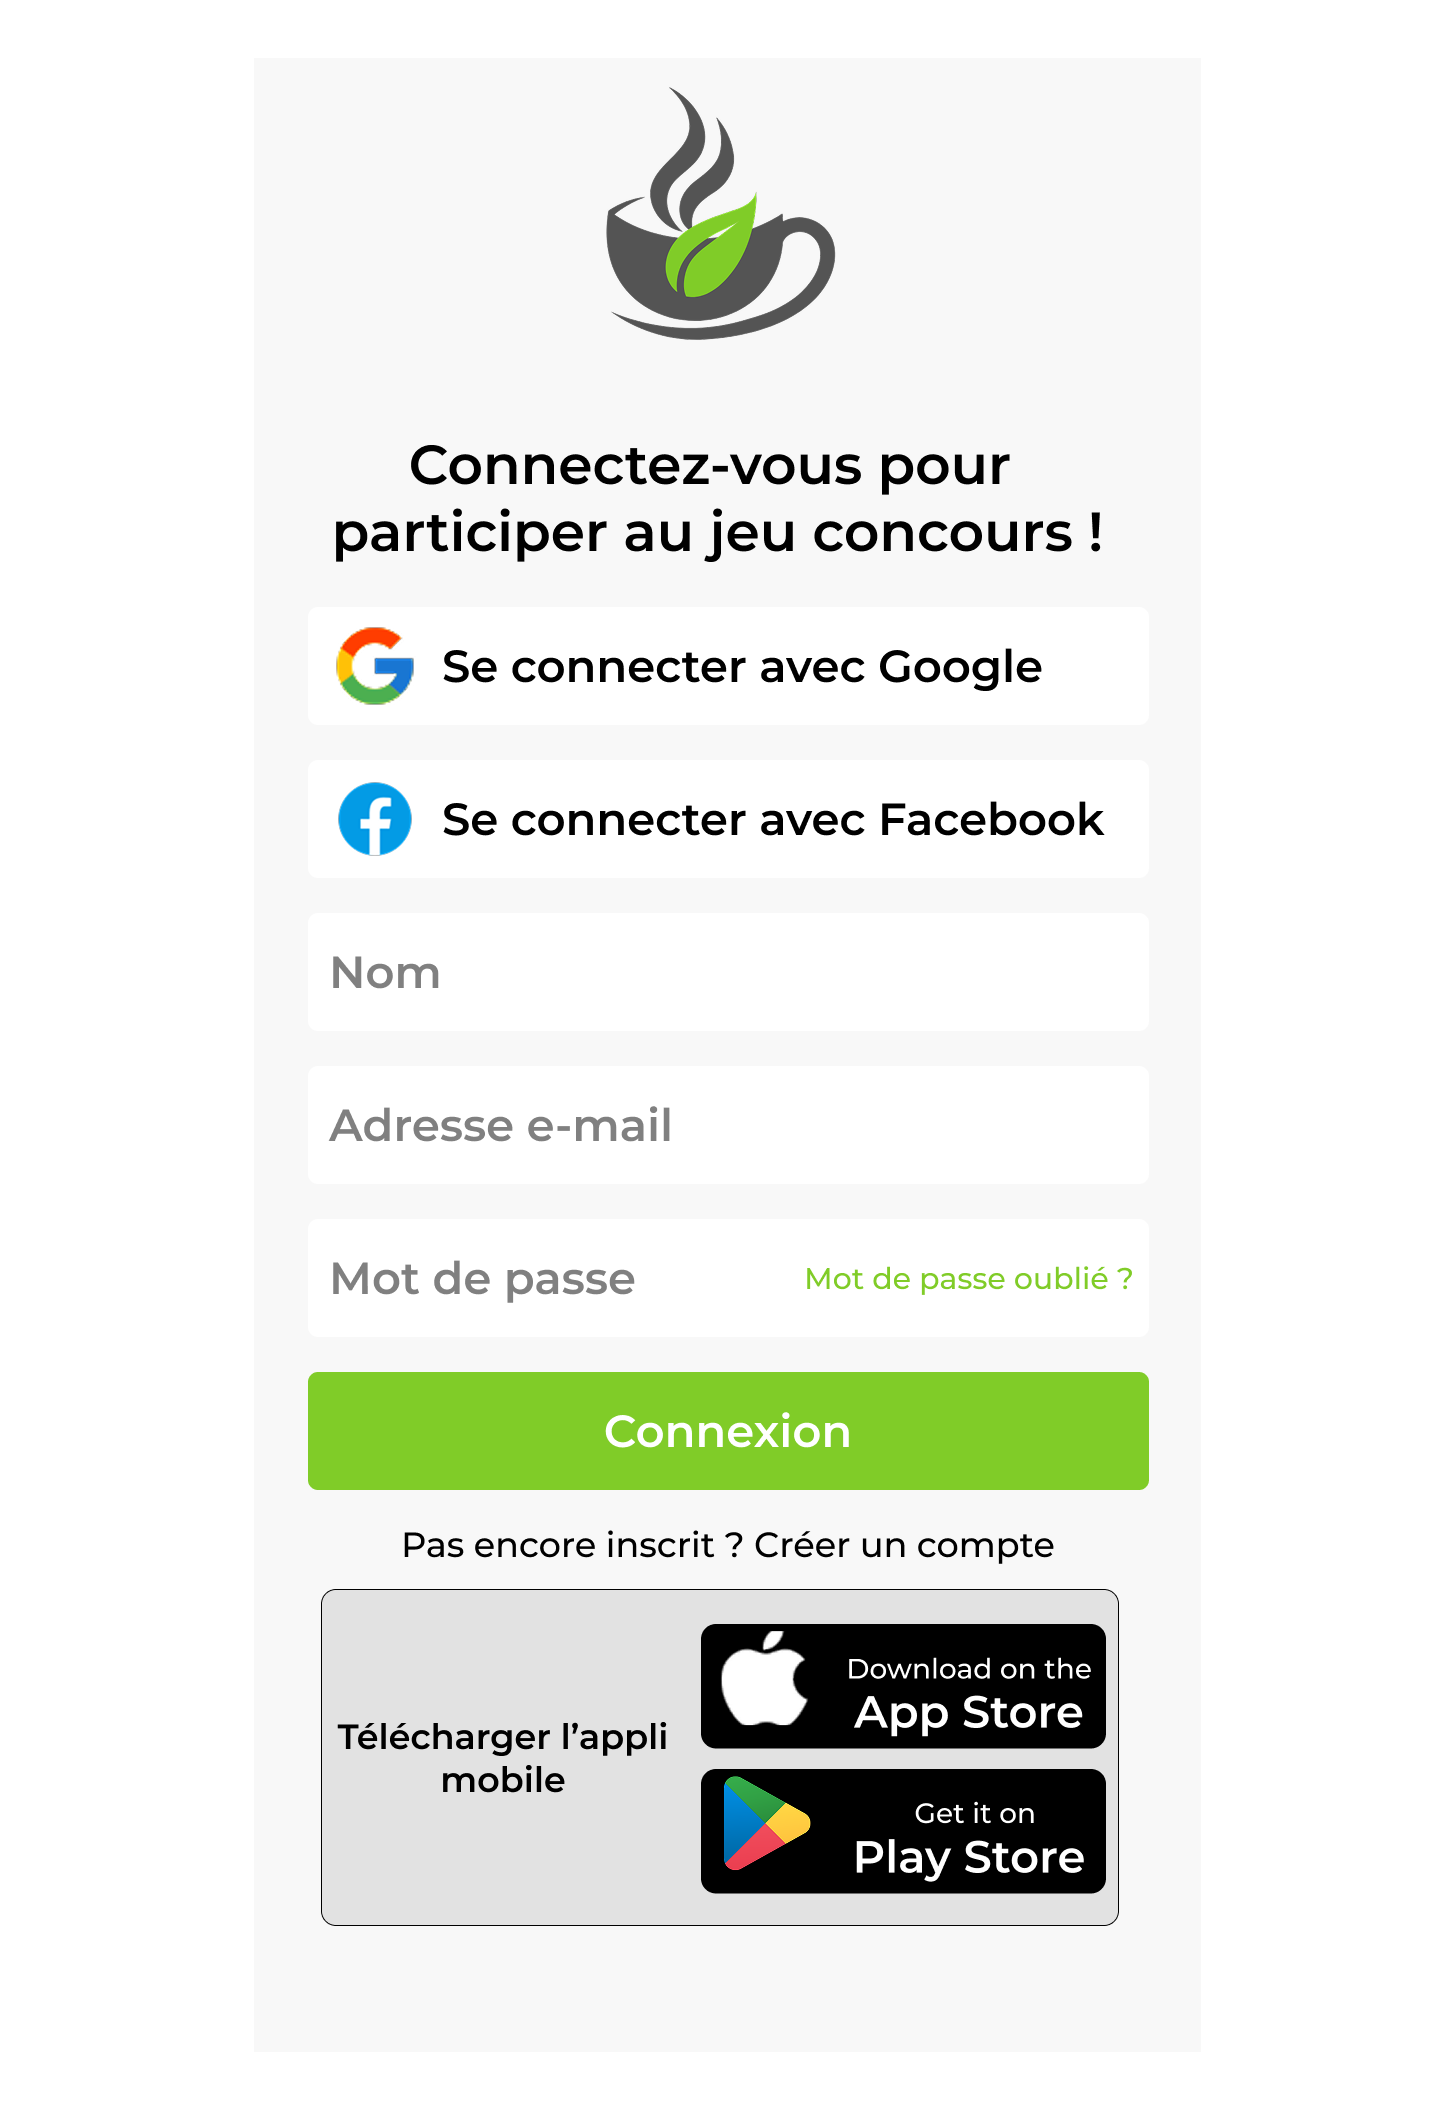 Connectez-vous pour
participer au jeu concours !
Se connecter avec Google
Se connecter avec Facebook
Nom
Adresse e-mail
Mot de passe
Mot de passe oublié ?
Connexion
Pas encore inscrit ? Créer un compte
Télécharger l’appli
mobile
Download on the
App Store
Get it on
Play Store